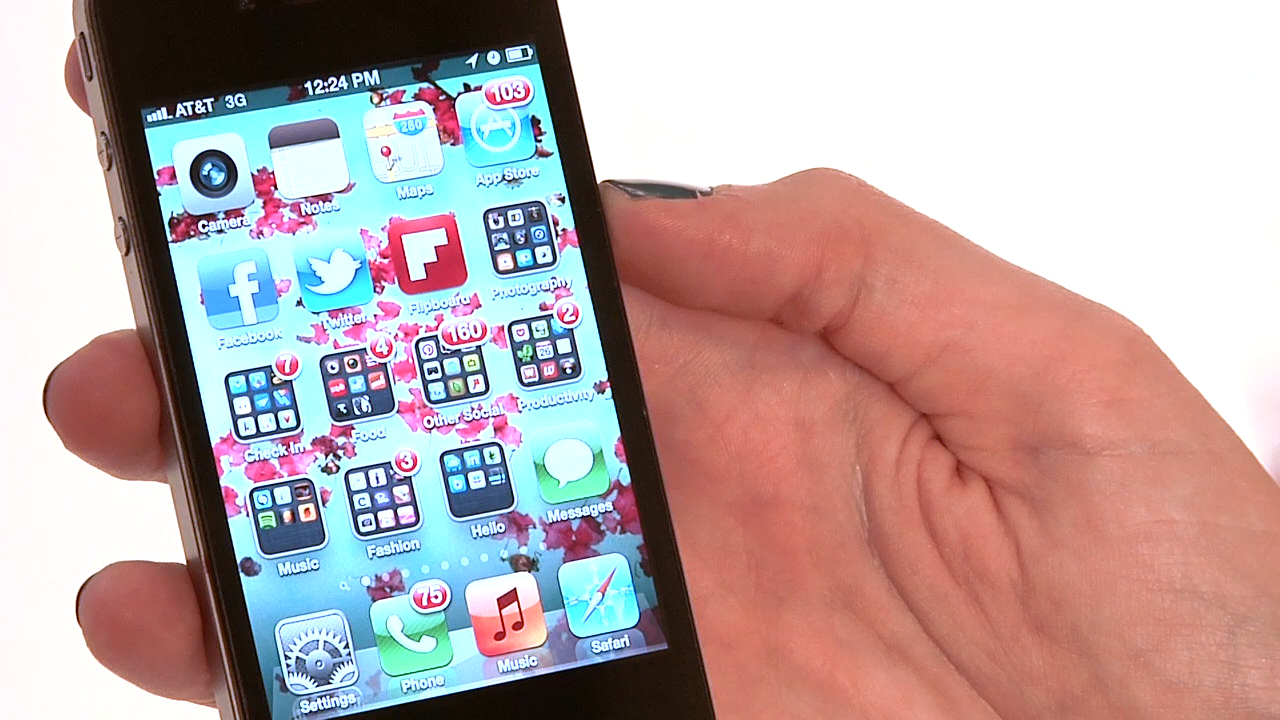 AT&T 3G 12:24 PM
103
280
Camera Notes Maps App Store
Facebook Twitter Flipboard Photography
7 4 160 2
Check In Food Other Social Productivity
3
Music Fashion Hello Messages
75
Settings Phone Music Safari